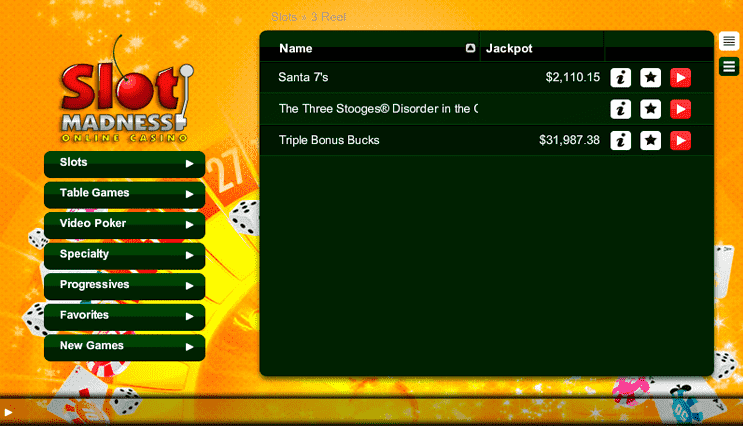 Slots » 3 Reel
Name Jackpot
Santa 7's $2,110.15
The Three Stooges® Disorder in the C
Triple Bonus Bucks $31,987.38
Slot
MADNESS
ONLINE CASINO
Slots
Table Games
Video Poker
Specialty
Progressives
Favorites
New Games
27